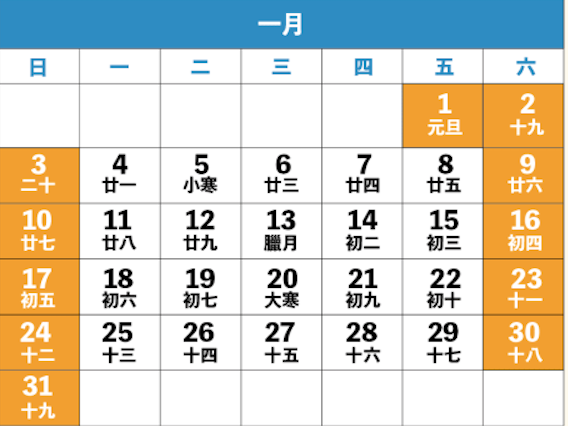 一月
日 一 二 三 四 五 六
1 2
元旦 十九
3 4 5 6 7 8 9
二十 廿一 小寒 廿三 廿四 廿五 廿六
10 11 12 13 14 15 16
廿七 廿八 廿九 臘月 初二 初三 初四
17 18 19 20 21 22 23
初五 初六 初七 大寒 初九 初十 十一
24 25 26 27 28 29 30
十二 十三 十四 十五 十六 十七 十八
31
十九